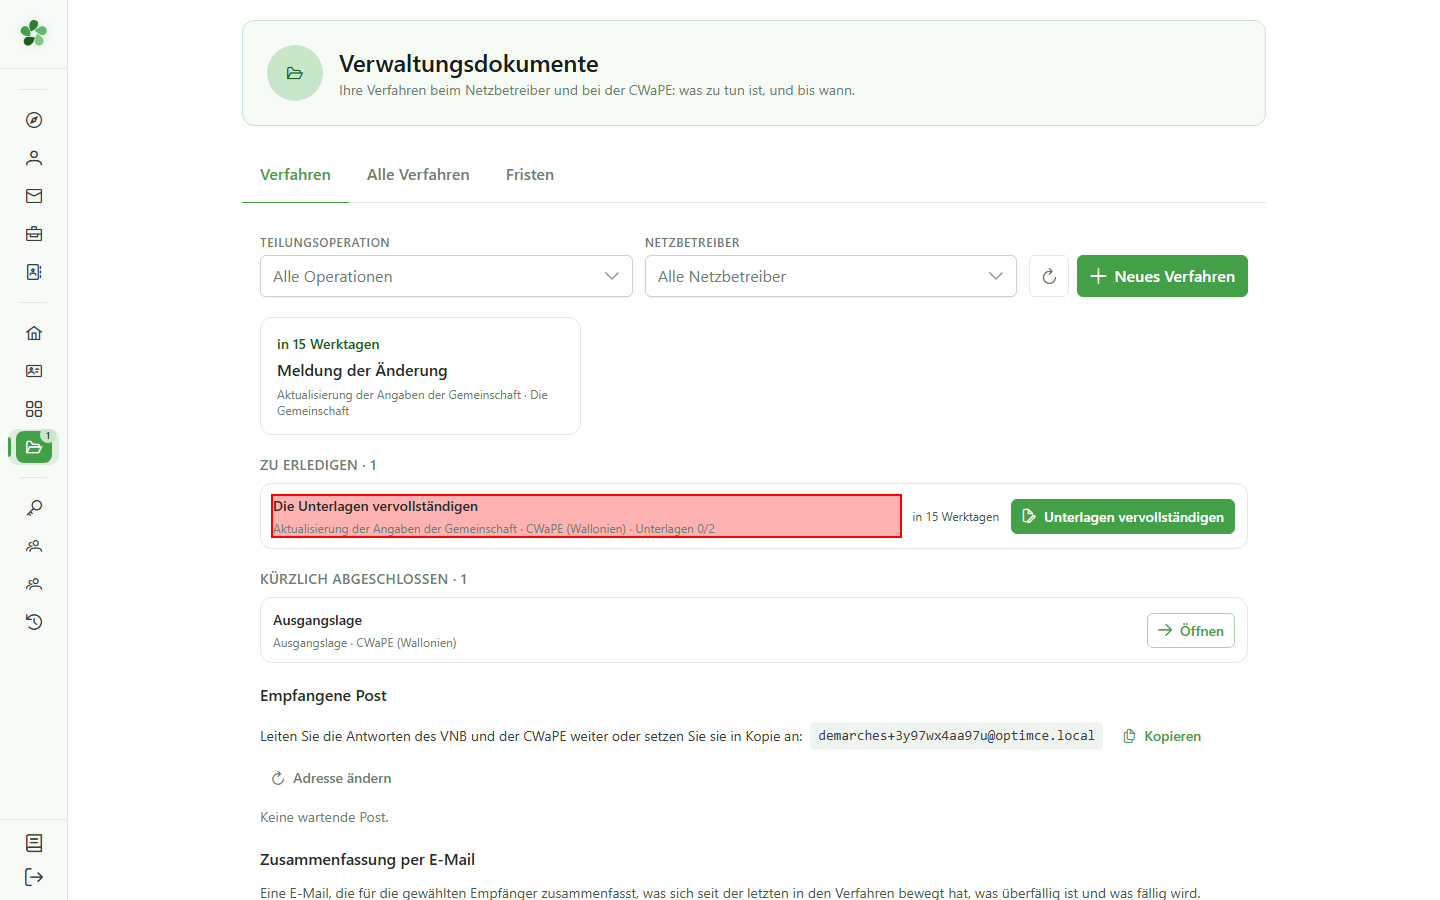 Verwaltungsdokumente
Ihre Verfahren beim Netzbetreiber und bei der CWaPE: was zu tun ist, und bis wann.
Verfahren
Alle Verfahren
Fristen
TEILUNGSOPERATION
NETZBETREIBER
Alle Operationen
Alle Netzbetreiber
Neues Verfahren
in 15 Werktagen
Meldung der Änderung
Aktualisierung der Angaben der Gemeinschaft · Die
Gemeinschaft
1
ZU ERLEDIGEN · 1
Die Unterlagen vervollständigen
Aktualisierung der Angaben der Gemeinschaft · CWaPE (Wallonien) · Unterlagen 0/2
in 15 Werktagen
Unterlagen vervollständigen
KÜRZLICH ABGESCHLOSSEN · 1
Ausgangslage
Ausgangslage · CWaPE (Wallonien)
Öffnen
Empfangene Post
Leiten Sie die Antworten des VNB und der CWaPE weiter oder setzen Sie sie in Kopie an: demarches+3y97wx4aa97u@optimce.local Kopieren
Adresse ändern
Keine wartende Post.
Zusammenfassung per E-Mail
Eine E-Mail, die für die gewählten Empfänger zusammenfasst, was sich seit der letzten in den Verfahren bewegt hat, was überfällig ist und was fällig wird.